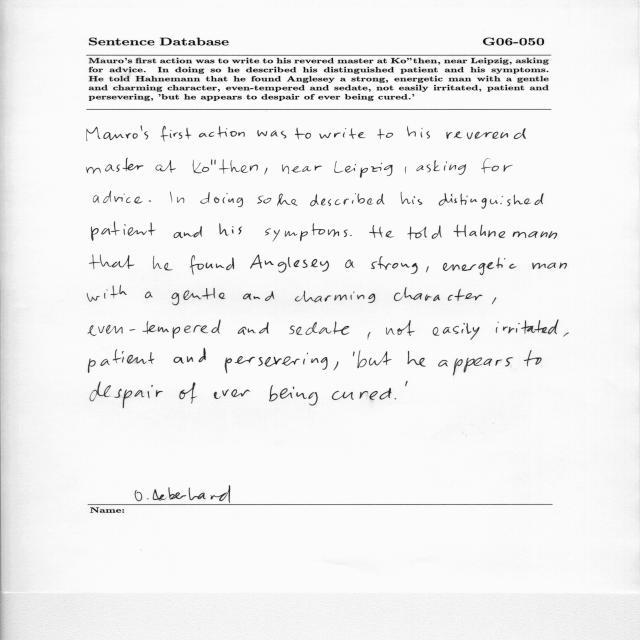 Sentence Database G06-050
Mauro's first action was to write to his revered master at Ko"then, near Leipzig, asking
for advice. In doing so he described his distinguished patient and his symptoms.
He told Hahnemann that he found Anglesey a strong, energetic man with a gentle
and charming character, even-tempered and sedate, not easily irritated, patient and
persevering, 'but he appears to despair of ever being cured.'
Mauro's first action was to write to his reverend
master at Ko"then, near Leipzig, asking for
advice. In doing so he described his distinguished
patient and his symptoms. He told Hahnemann
that he found Anglesey a strong, energetic man
with a gentle and charming character,
even-tempered and sedate, not easily irritated,
patient and persevering, 'but he appears to
despair of ever being cured.'
O.
Name: